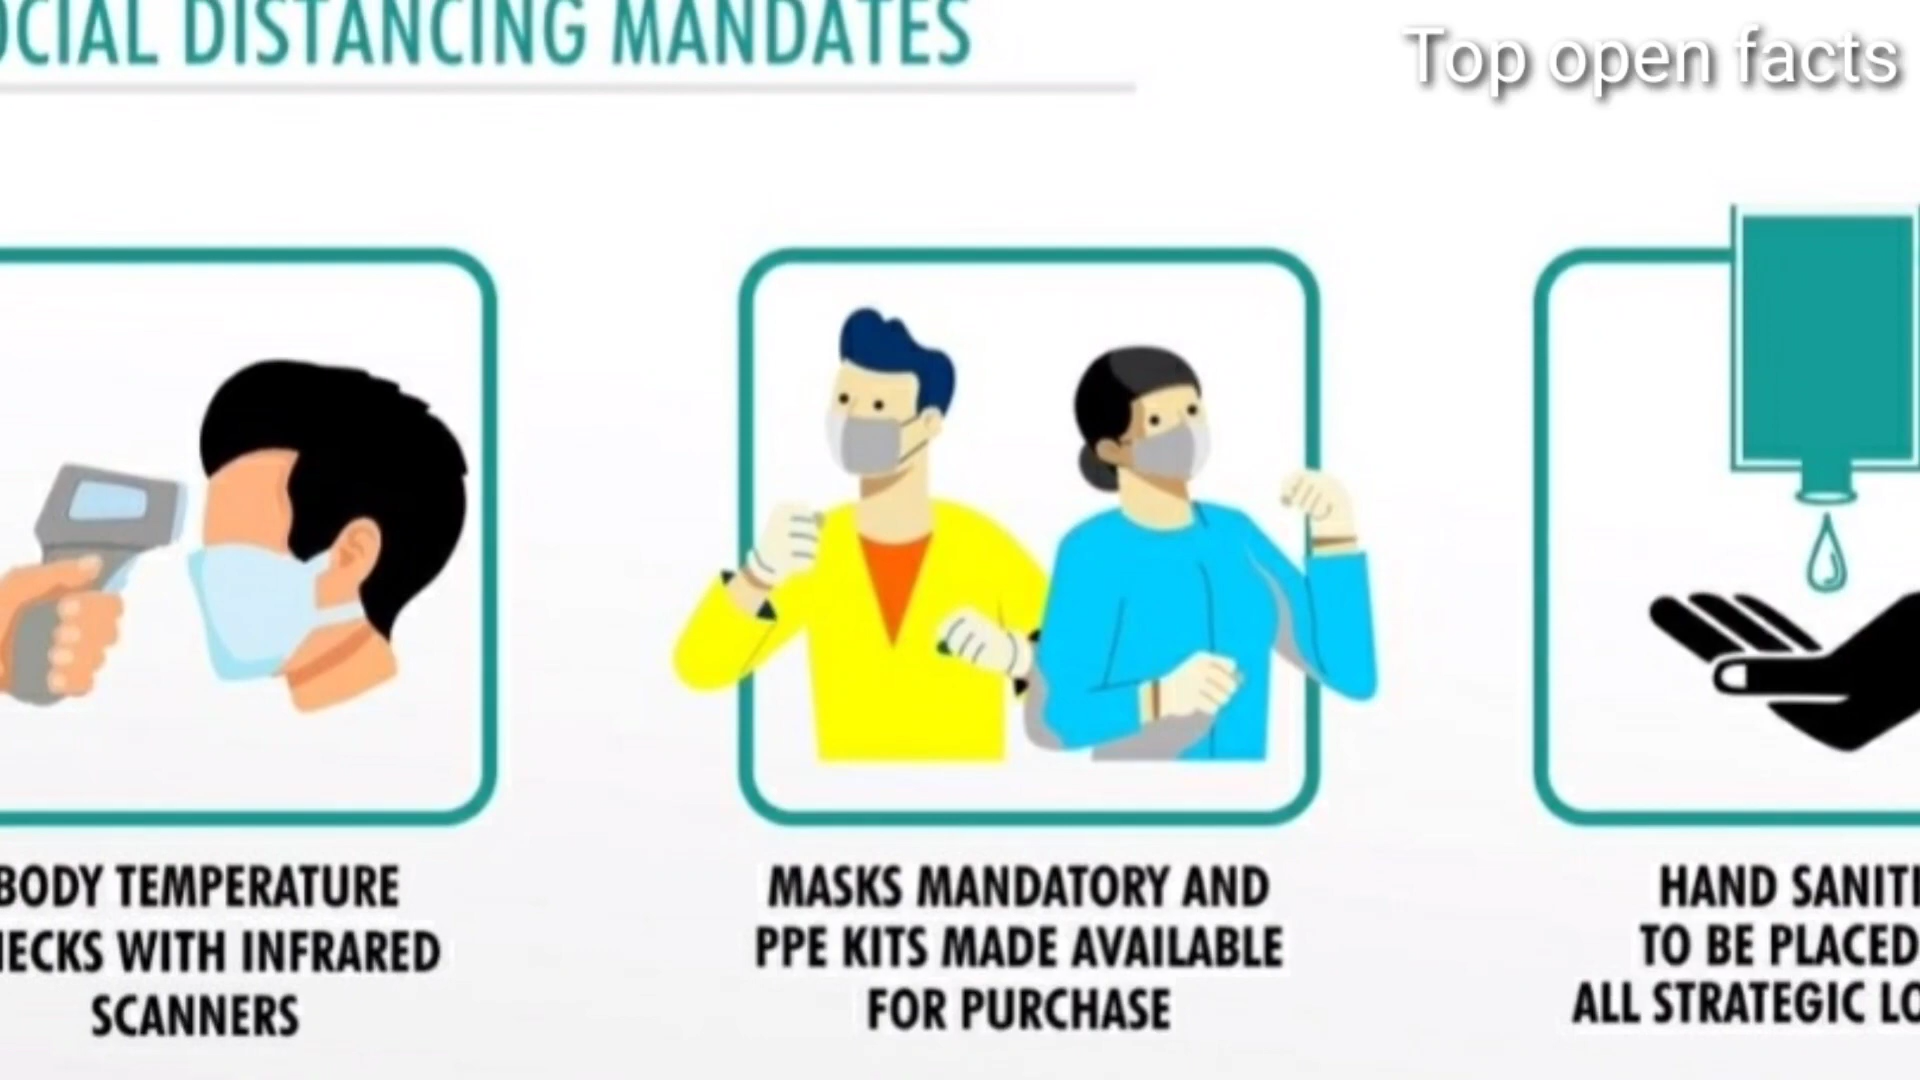 OCIAL DISTANCING MANDATES
Top open facts
BODY TEMPERATURE
HECKS WITH INFRARED
SCANNERS
MASKS MANDATORY AND
PPE KITS MADE AVAILABLE
FOR PURCHASE
HAND SANITI
TO BE PLACED
ALL STRATEGIC LO